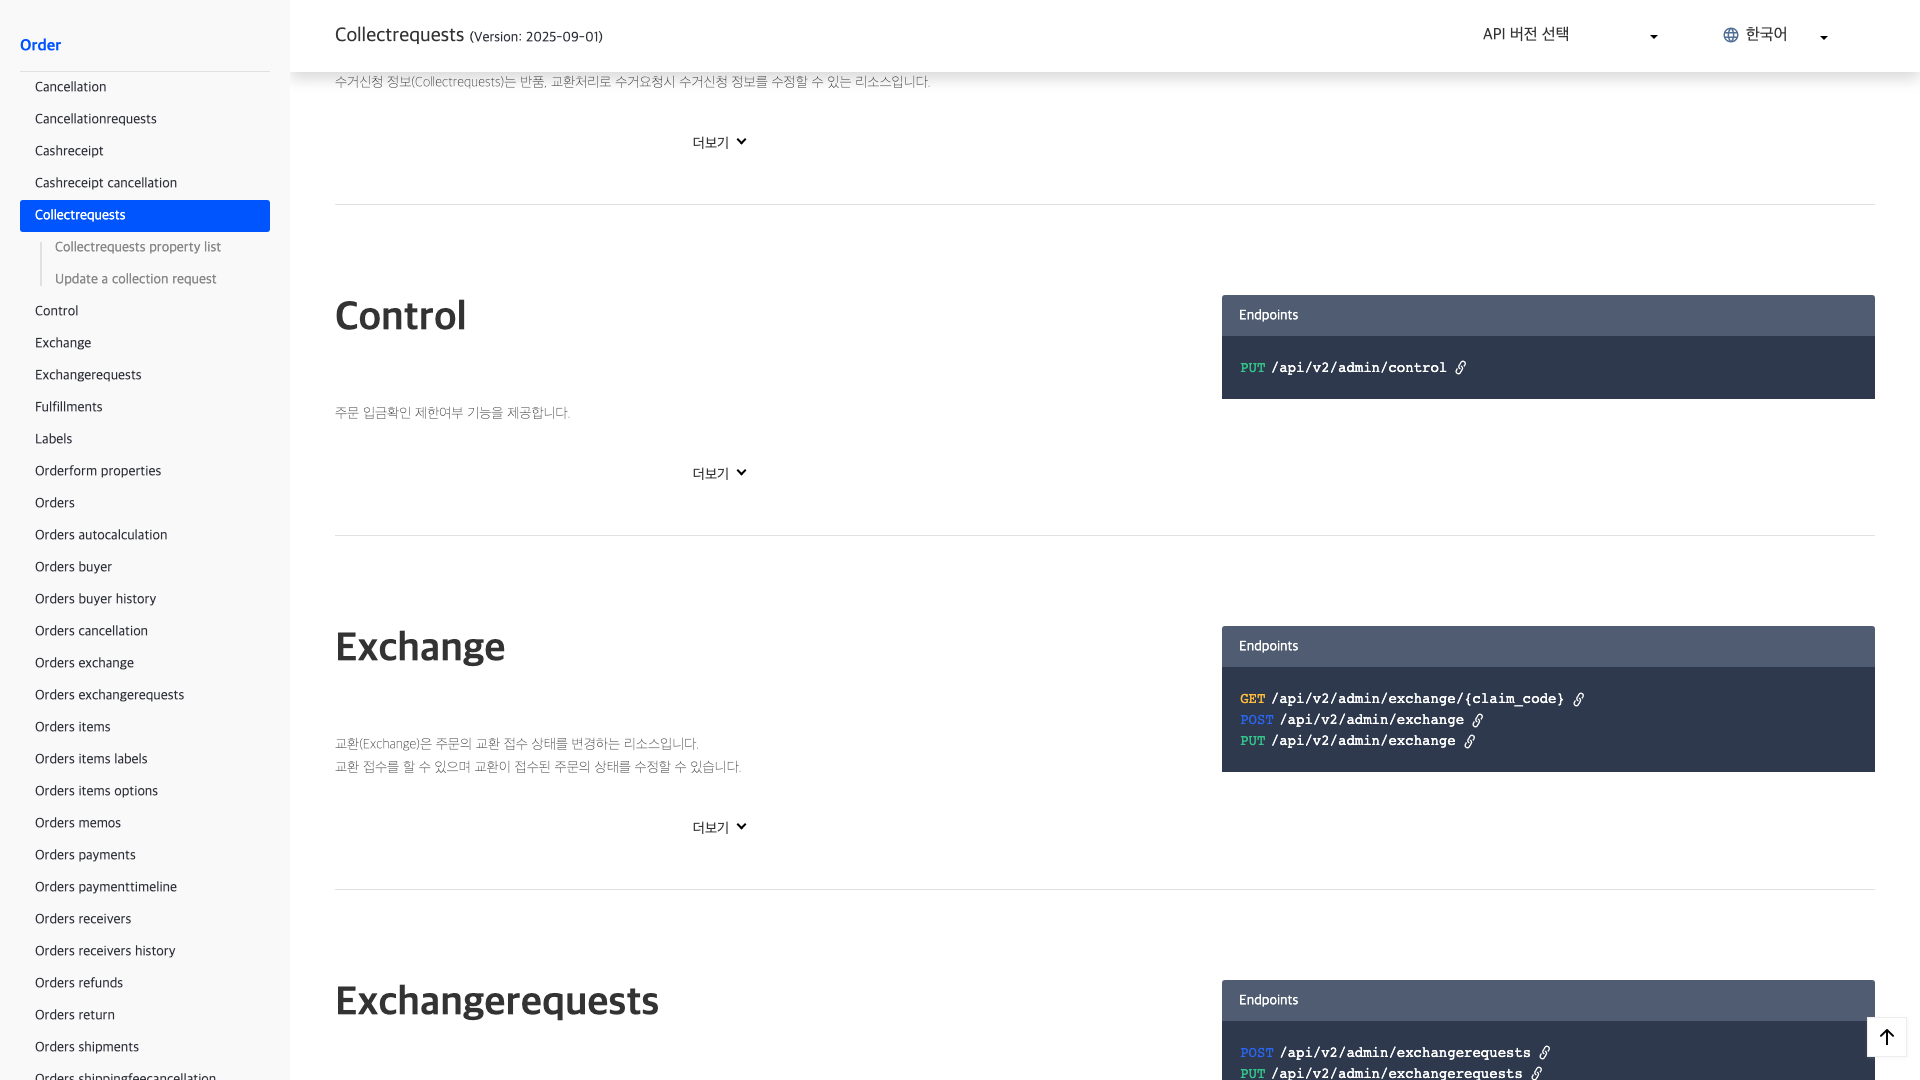 Order
Cancellation
Cancellationrequests
Cashreceipt
Cashreceipt cancellation
Collectrequests
Collectrequests property list
Update a collection request
Control
Exchange
Exchangerequests
Fulfillments
Labels
Orderform properties
Orders
Orders autocalculation
Orders buyer
Orders buyer history
Orders cancellation
Orders exchange
Orders exchangerequests
Orders items
Orders items labels
Orders items options
Orders memos
Orders payments
Orders paymenttimeline
Orders receivers
Orders receivers history
Orders refunds
Orders return
Orders shipments
Orders shippingfeecancellation
Collectrequests (Version: 2025-09-01)
API 버전 선택
한국어
수거신청 정보(Collectrequests)는 반품, 교환처리로 수거요청시 수거신청 정보를 수정할 수 있는 리소스입니다.
더보기
Control
주문 입금확인 제한여부 기능을 제공합니다.
더보기
Endpoints
PUT /api/v2/admin/control
Exchange
교환(Exchange)은 주문의 교환 접수 상태를 변경하는 리소스입니다.
교환 접수를 할 수 있으며 교환이 접수된 주문의 상태를 수정할 수 있습니다.
더보기
Endpoints
GET /api/v2/admin/exchange/{claim_code}
POST /api/v2/admin/exchange
PUT /api/v2/admin/exchange
Exchangerequests
Endpoints
POST /api/v2/admin/exchangerequests
PUT /api/v2/admin/exchangerequests